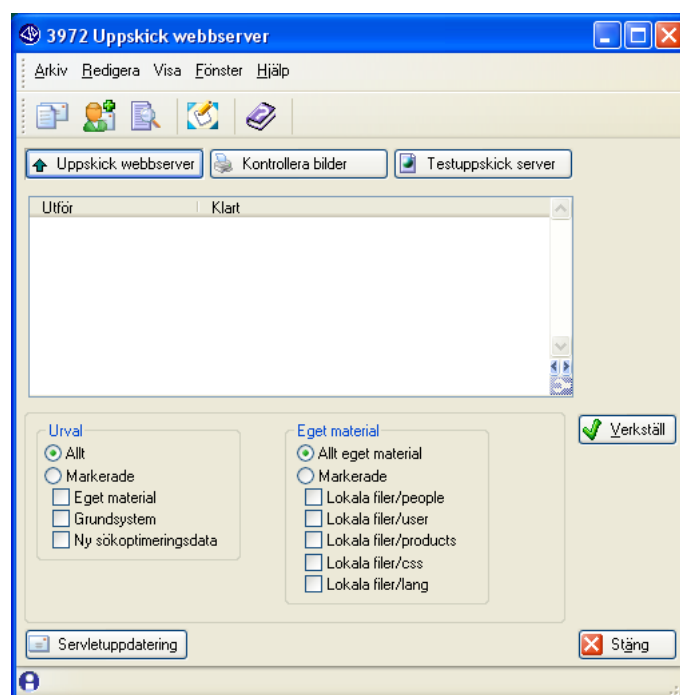 3972 Uppskick webbserver
Arkiv Redigera Visa Fönster Hjälp
Uppskick webbserver Kontrollera bilder Testuppskick server
Utför Klart
Urval
Allt
Markerade
Eget material
Grundsystem
Ny sökoptimeringsdata
Eget material
Allt eget material
Markerade
Lokala filer/people
Lokala filer/user
Lokala filer/products
Lokala filer/css
Lokala filer/lang
Verkställ
Servletuppdatering
Stäng